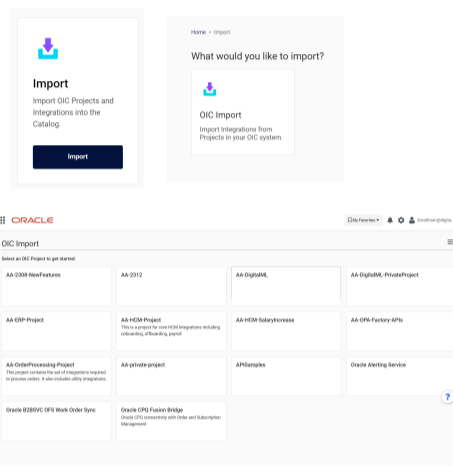 Import
Import OIC Projects and
Integrations into the
Catalog.
Import
Home > Import
What would you like to import?
OIC Import
Import Integrations from
Projects in your OIC system.
ORACLE
My Favorites
OIC Import
Select an OIC Project to get started:
AA-2308-NewFeatures
AA-2312
AA-DigitalML
AA-DigitalML-PrivateProject
AA-ERP-Project
AA-HCM-Project
This is a project for core HCM integrations including
onboarding, offboarding, payroll
AA-HCM-SalaryIncrease
AA-OPA-Factory-APIs
AA-OrderProcessing-Project
This project contains the set of integrations required
to process orders. It also includes utility integrations.
AA-private-project
APISamples
Oracle Alerting Service
?
Oracle B2BSVC OFS Work Order Sync
Oracle CPQ Fusion Bridge
Oracle CPQ connectivity with Order and Subscription
Management